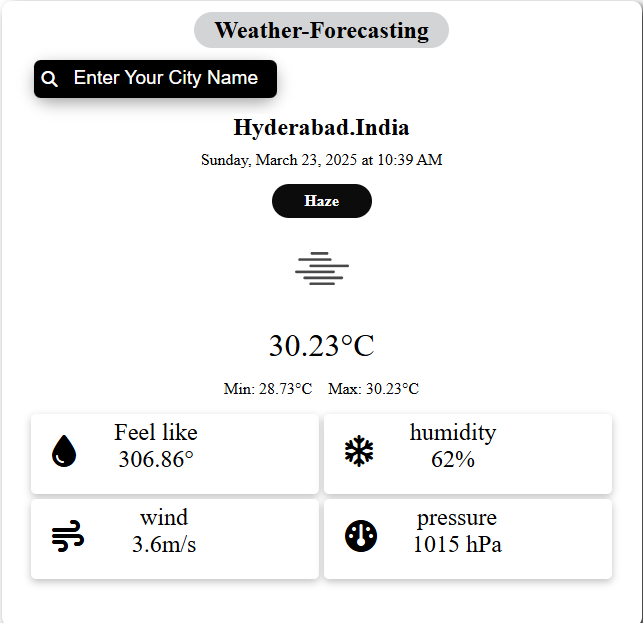 Weather-Forecasting
Enter Your City Name
Hyderabad.India
Sunday, March 23, 2025 at 10:39 AM
Haze
30.23°C
Min: 28.73°C Max: 30.23°C
Feel like
306.86°
humidity
62%
wind
3.6m/s
pressure
1015 hPa